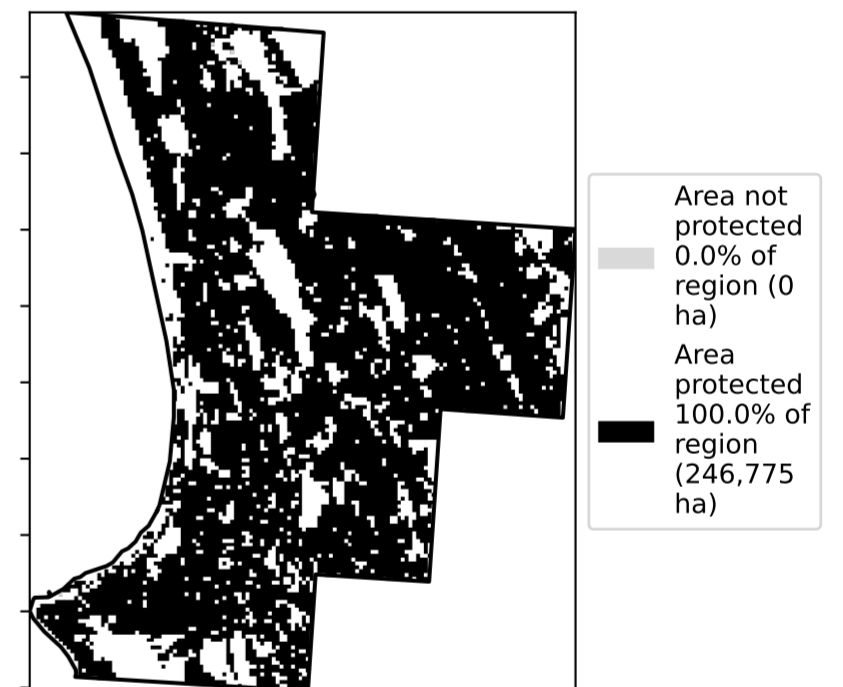 Area not
protected
0.0% of
region (0
ha)
Area
protected
100.0% of
region
(246,775
ha)